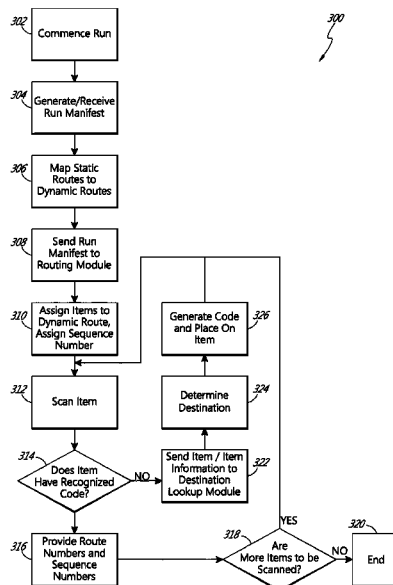 302
Commence Run
300
304
Generate/Receive
Run Manifest
306
Map Static
Routes to
Dynamic Routes
308
Send Run
Manifest to
Routing Module
310
Assign Items to
Dynamic Route,
Assign Sequence
Number
Generate Code
and Place On
Item
326
312
Scan Item
Determine
Destination
324
314
Does Item
Have Recognized
Code?
NO
Send Item / Item
Information to
Destination
Lookup Module
322
316
Provide Route
Numbers and
Sequence
Numbers
318
YES
Are
More Items to be
Scanned?
NO
320
End